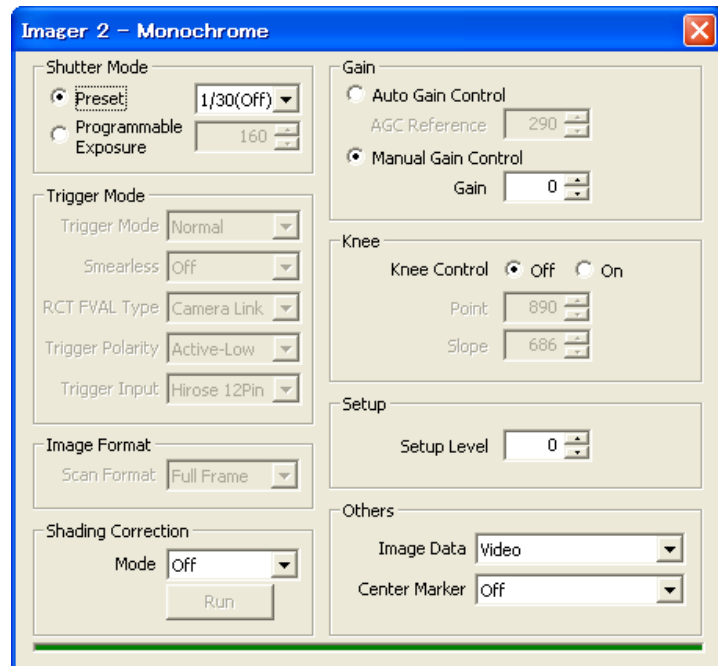 Imager 2 - Monochrome
Shutter Mode
Preset 1/30(Off)
Programmable
Exposure 160
Trigger Mode
Trigger Mode Normal
Smearless Off
RCT FVAL Type Camera Link
Trigger Polarity Active-Low
Trigger Input Hirose 12Pin
Image Format
Scan Format Full Frame
Shading Correction
Mode Off
Run
Gain
Auto Gain Control
AGC Reference 290
Manual Gain Control
Gain 0
Knee
Knee Control Off On
Point 890
Slope 686
Setup
Setup Level 0
Others
Image Data Video
Center Marker Off